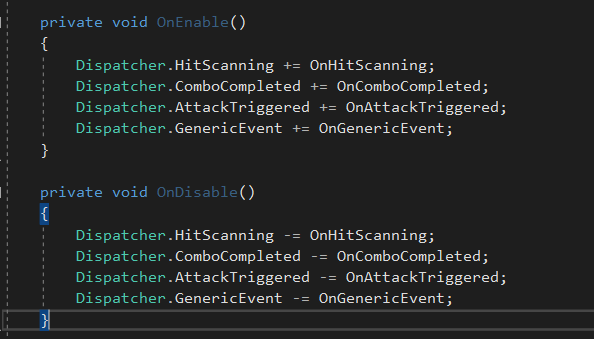 private void OnEnable()
{
Dispatcher.HitScanning += OnHitScanning;
Dispatcher.ComboCompleted += OnComboCompleted;
Dispatcher.AttackTriggered += OnAttackTriggered;
Dispatcher.GenericEvent += OnGenericEvent;
}
private void OnDisable()
{
Dispatcher.HitScanning -= OnHitScanning;
Dispatcher.ComboCompleted -= OnComboCompleted;
Dispatcher.AttackTriggered -= OnAttackTriggered;
Dispatcher.GenericEvent -= OnGenericEvent;
}